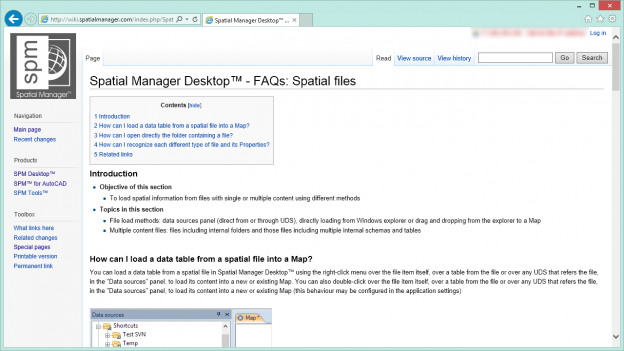 http://wiki.spatialmanager.com/index.php/Spat
Spatial Manager Desktop™ ...
Log in
spm
Spatial Manager™
Page
Read View source View history
Go Search
Spatial Manager Desktop™ - FAQs: Spatial files
Contents [hide]
1 Introduction
2 How can I load a data table from a spatial file into a Map?
3 How can I open directly the folder containing a file?
4 How can I recognize each different type of file and its Properties?
5 Related links
Navigation
Main page
Recent changes
Products
SPM Desktop™
SPM™ for AutoCAD
SPM Tools™
Toolbox
What links here
Related changes
Special pages
Printable version
Permanent link
Introduction
Objective of this section
To load spatial information from files with single or multiple content using different methods
Topics in this section
File load methods: data sources panel (direct from or through UDS), directly loading from Windows explorer or drag and dropping from the explorer to a Map
Multiple content files: files including internal folders and those files including multiple internal schemas and tables
How can I load a data table from a spatial file into a Map?
You can load a data table from a spatial file in Spatial Manager Desktop™ using the right-click menu over the file item itself, over a table from the file or over any UDS that refers the file,
in the "Data sources" panel, to load its content into a new or existing Map. You can also double-click over the file item itself, over a table from the file or over any UDS that refers the file,
in the "Data sources" panel, to load its content into a new or existing Map (this behaviour may be configured in the application settings)
Data sources
Map
Shortcuts
Test SVN
Temp